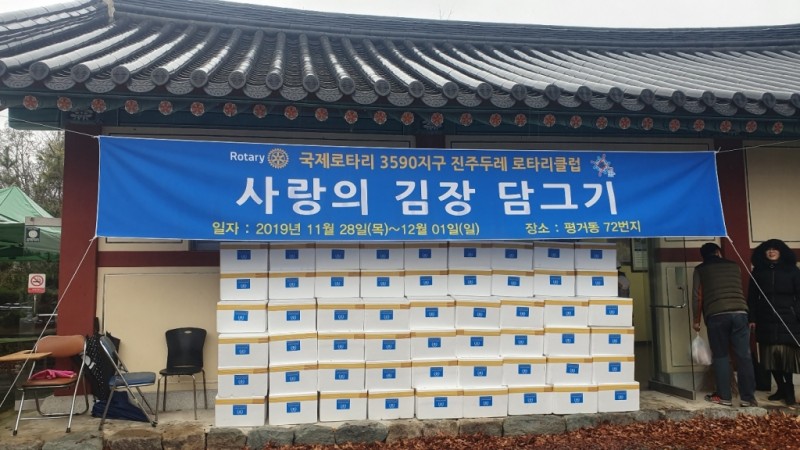 Rotary 국제로타리 3590지구 진주두레 로타리클럽
사랑의 김장 담그기
일자 : 2019년 11월 28일(목)~12월 01일(일) 장소 : 평거동 72번지